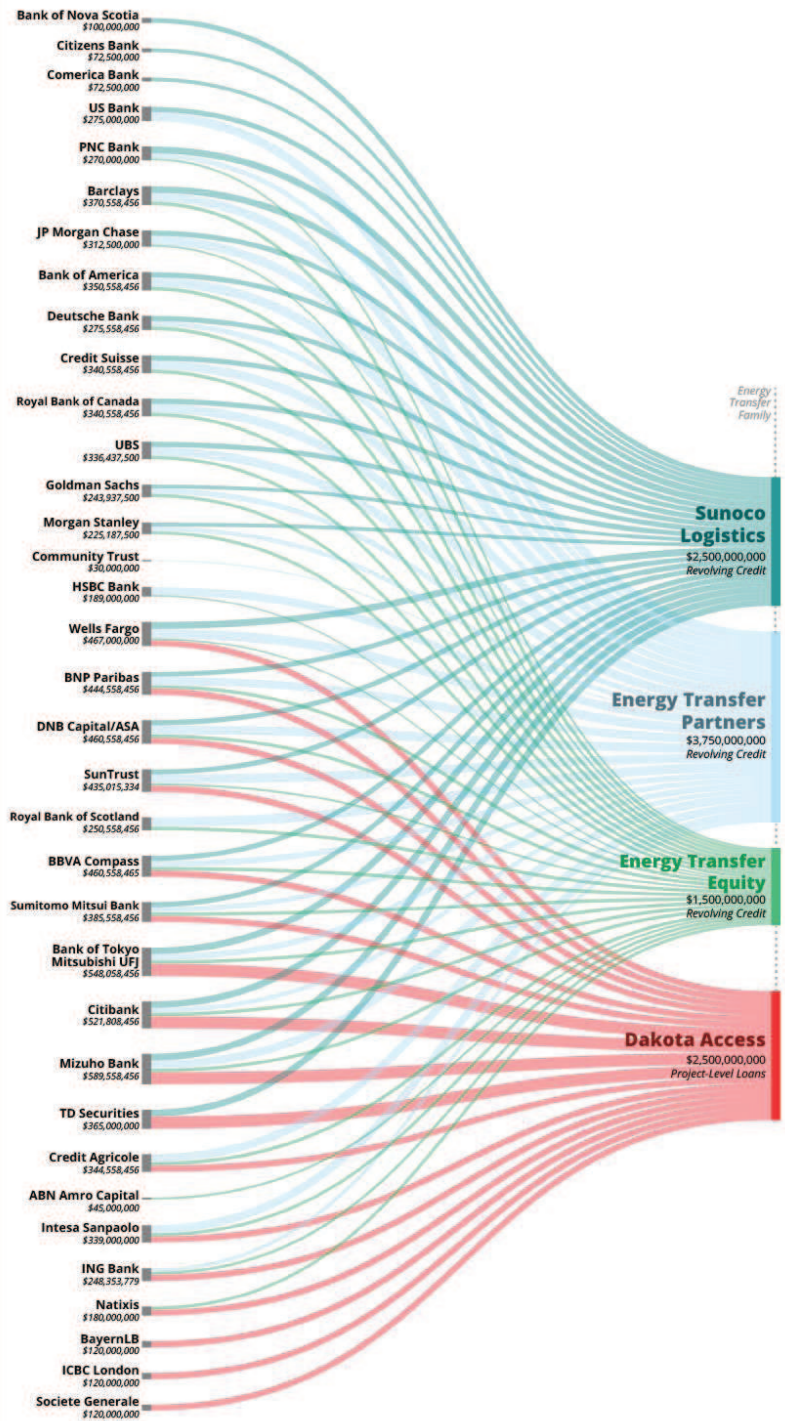 Bank of Nova Scotia
$100,000,000
Citizens Bank
$72,500,000
Comerica Bank
$72,500,000
US Bank
$275,000,000
PNC Bank
$270,000,000
Barclays
$370,558,456
JP Morgan Chase
$312,500,000
Bank of America
$350,558,456
Deutsche Bank
$275,558,456
Credit Suisse
$340,558,456
Royal Bank of Canada
$340,558,456
UBS
$336,437,500
Goldman Sachs
$243,937,500
Morgan Stanley
$225,187,500
Community Trust
$30,000,000
HSBC Bank
$189,000,000
Wells Fargo
$467,000,000
BNP Paribas
$444,558,456
DNB Capital/ASA
$460,558,456
SunTrust
$435,015,334
Royal Bank of Scotland
$250,558,456
BBVA Compass
$460,558,465
Sumitomo Mitsui Bank
$385,558,456
Bank of Tokyo
Mitsubishi UFJ
$548,058,456
Citibank
$521,808,456
Mizuho Bank
$589,558,456
TD Securities
$365,000,000
Credit Agricole
$344,558,456
ABN Amro Capital
$45,000,000
Intesa Sanpaolo
$339,000,000
ING Bank
$248,353,779
Natixis
$180,000,000
BayernLB
$120,000,000
ICBC London
$120,000,000
Societe Generale
$120,000,000
Energy
Transfer
Family
Sunoco
Logistics
$2,500,000,000
Revolving Credit
Energy Transfer
Partners
$3,750,000,000
Revolving Credit
Energy Transfer
Equity
$1,500,000,000
Revolving Credit
Dakota Access
$2,500,000,000
Project-Level Loans